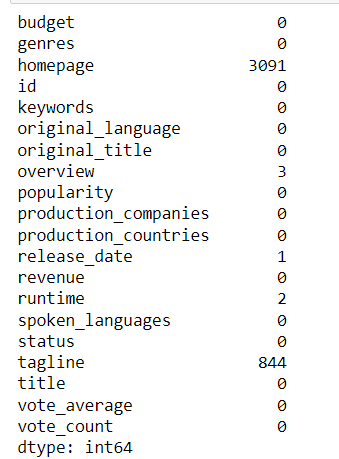 budget 0
genres 0
homepage 3091
id 0
keywords 0
original_language 0
original_title 0
overview 3
popularity 0
production_companies 0
production_countries 0
release_date 1
revenue 0
runtime 2
spoken_languages 0
status 0
tagline 844
title 0
vote_average 0
vote_count 0
dtype: int64